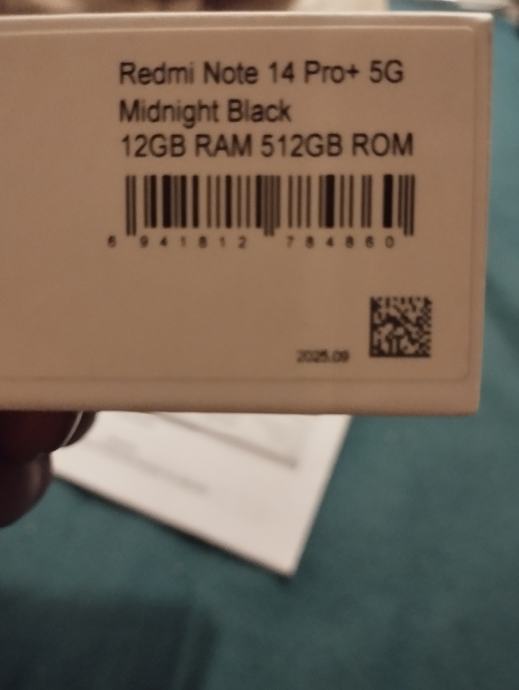 Redmi Note 14 Pro+ 5G
Midnight Black
12GB RAM 512GB ROM
6 941812 784860
2025.09